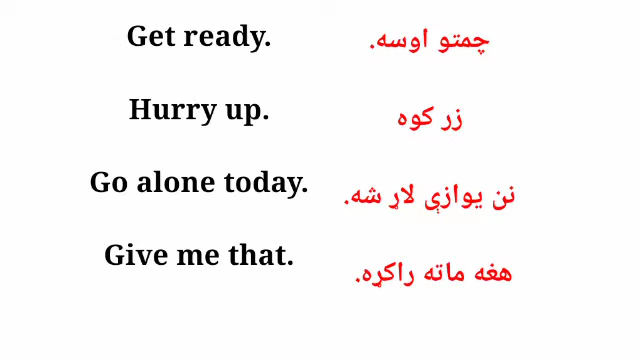 Get ready.
چمتو اوسه.
Hurry up.
زر کوه
Go alone today.
نن يوازې لاړ شه.
Give me that.
هغه ماته راکړه.